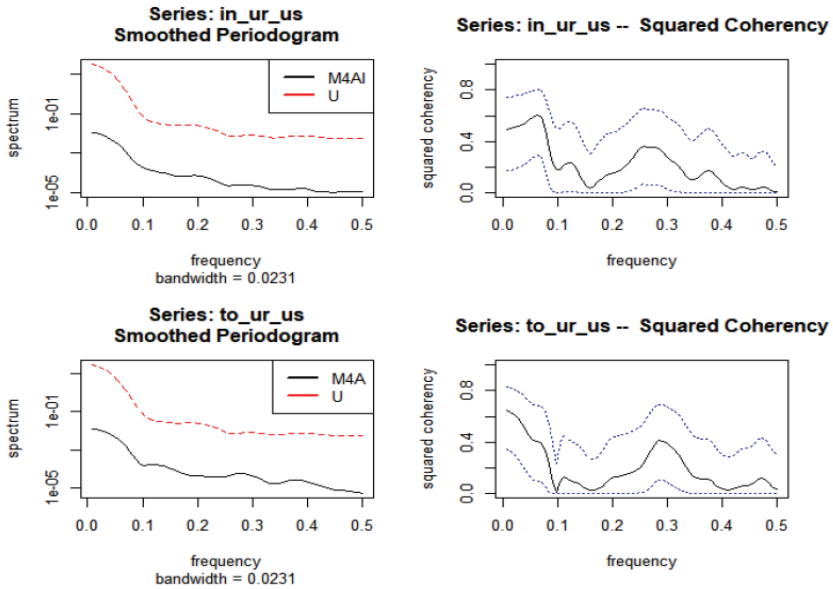 Series: in_ur_us
Smoothed Periodogram
spectrum
1e-01
1e-05
M4AI
U
0.0 0.1 0.2 0.3 0.4 0.5
frequency
bandwidth = 0.0231
Series: in_ur_us -- Squared Coherency
squared coherency
0.8
0.4
0.0
0.0 0.1 0.2 0.3 0.4 0.5
frequency
Series: to_ur_us
Smoothed Periodogram
spectrum
1e-01
1e-05
M4A
U
0.0 0.1 0.2 0.3 0.4 0.5
frequency
bandwidth = 0.0231
Series: to_ur_us -- Squared Coherency
squared coherency
0.8
0.4
0.0
0.0 0.1 0.2 0.3 0.4 0.5
frequency